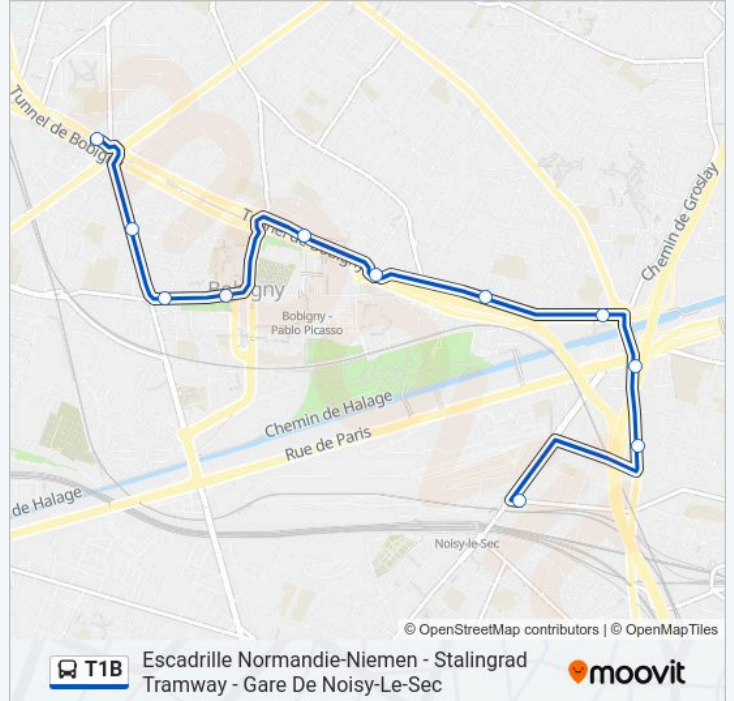 Tunnel de Bobigny
Chemin de Groslay
Tunnel de Bobigny
Bobigny
Bobigny -
Pablo Picasso
Chemin de Halage
Rue de Paris
de Halage
Noisy-le-Sec
© OpenStreetMap contributors | © OpenMapTiles
T1B
Escadrille Normandie-Niemen - Stalingrad
Tramway - Gare De Noisy-Le-Sec
moovit